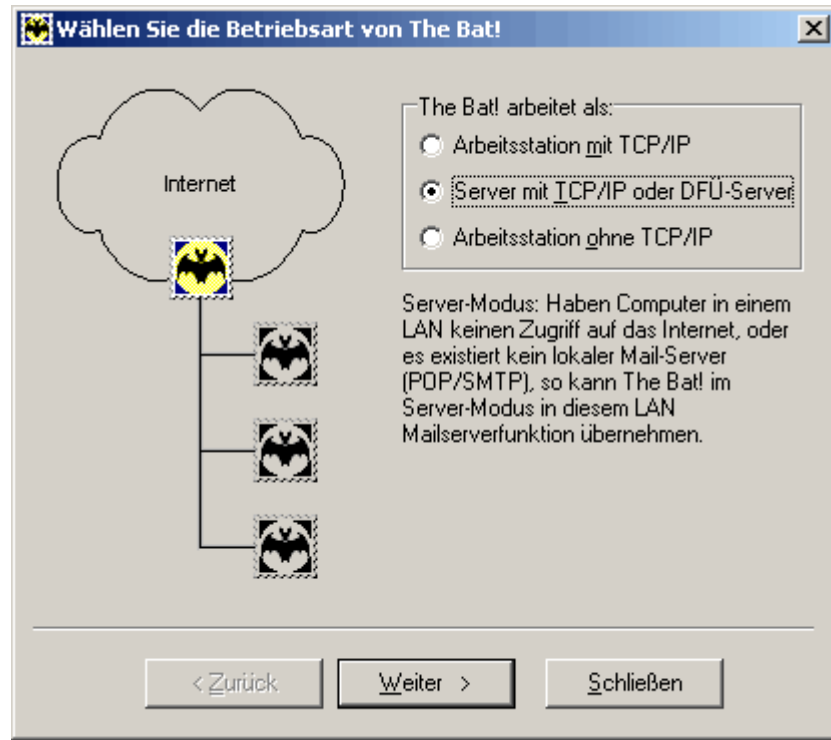 Wählen Sie die Betriebsart von The Bat!
Internet
The Bat! arbeitet als:
Arbeitsstation mit TCP/IP
Server mit TCP/IP oder DFÜ-Server
Arbeitsstation ohne TCP/IP
Server-Modus: Haben Computer in einem
LAN keinen Zugriff auf das Internet, oder
es existiert kein lokaler Mail-Server
(POP/SMTP), so kann The Bat! im
Server-Modus in diesem LAN
Mailserverfunktion übernehmen.
< Zurück
Weiter >
Schließen